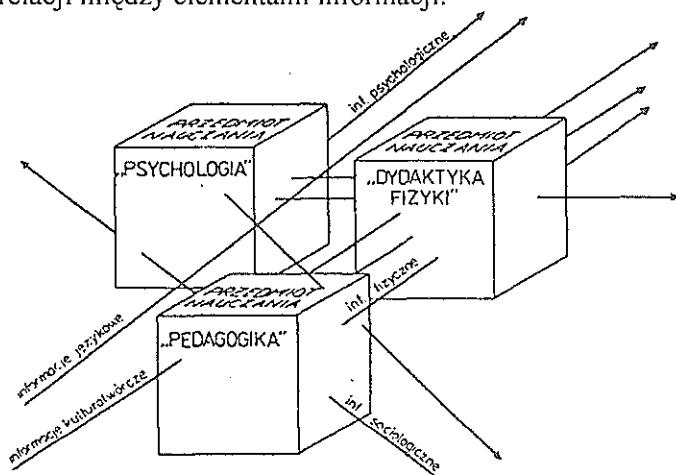 relacji między elementami informacji.
inf. psychologiczne
PRZEDMIOT
NAUCZANIA
„PSYCHOLOGIA”
PRZEDMIOT
NAUCZANIA
„DYDAKTYKA
FIZYKI”
PRZEDMIOT
NAUCZANIA
„PEDAGOGIKA”
inf. fizyczne
informacje językowe
informacje kulturotwórcze
inf. socjologiczne